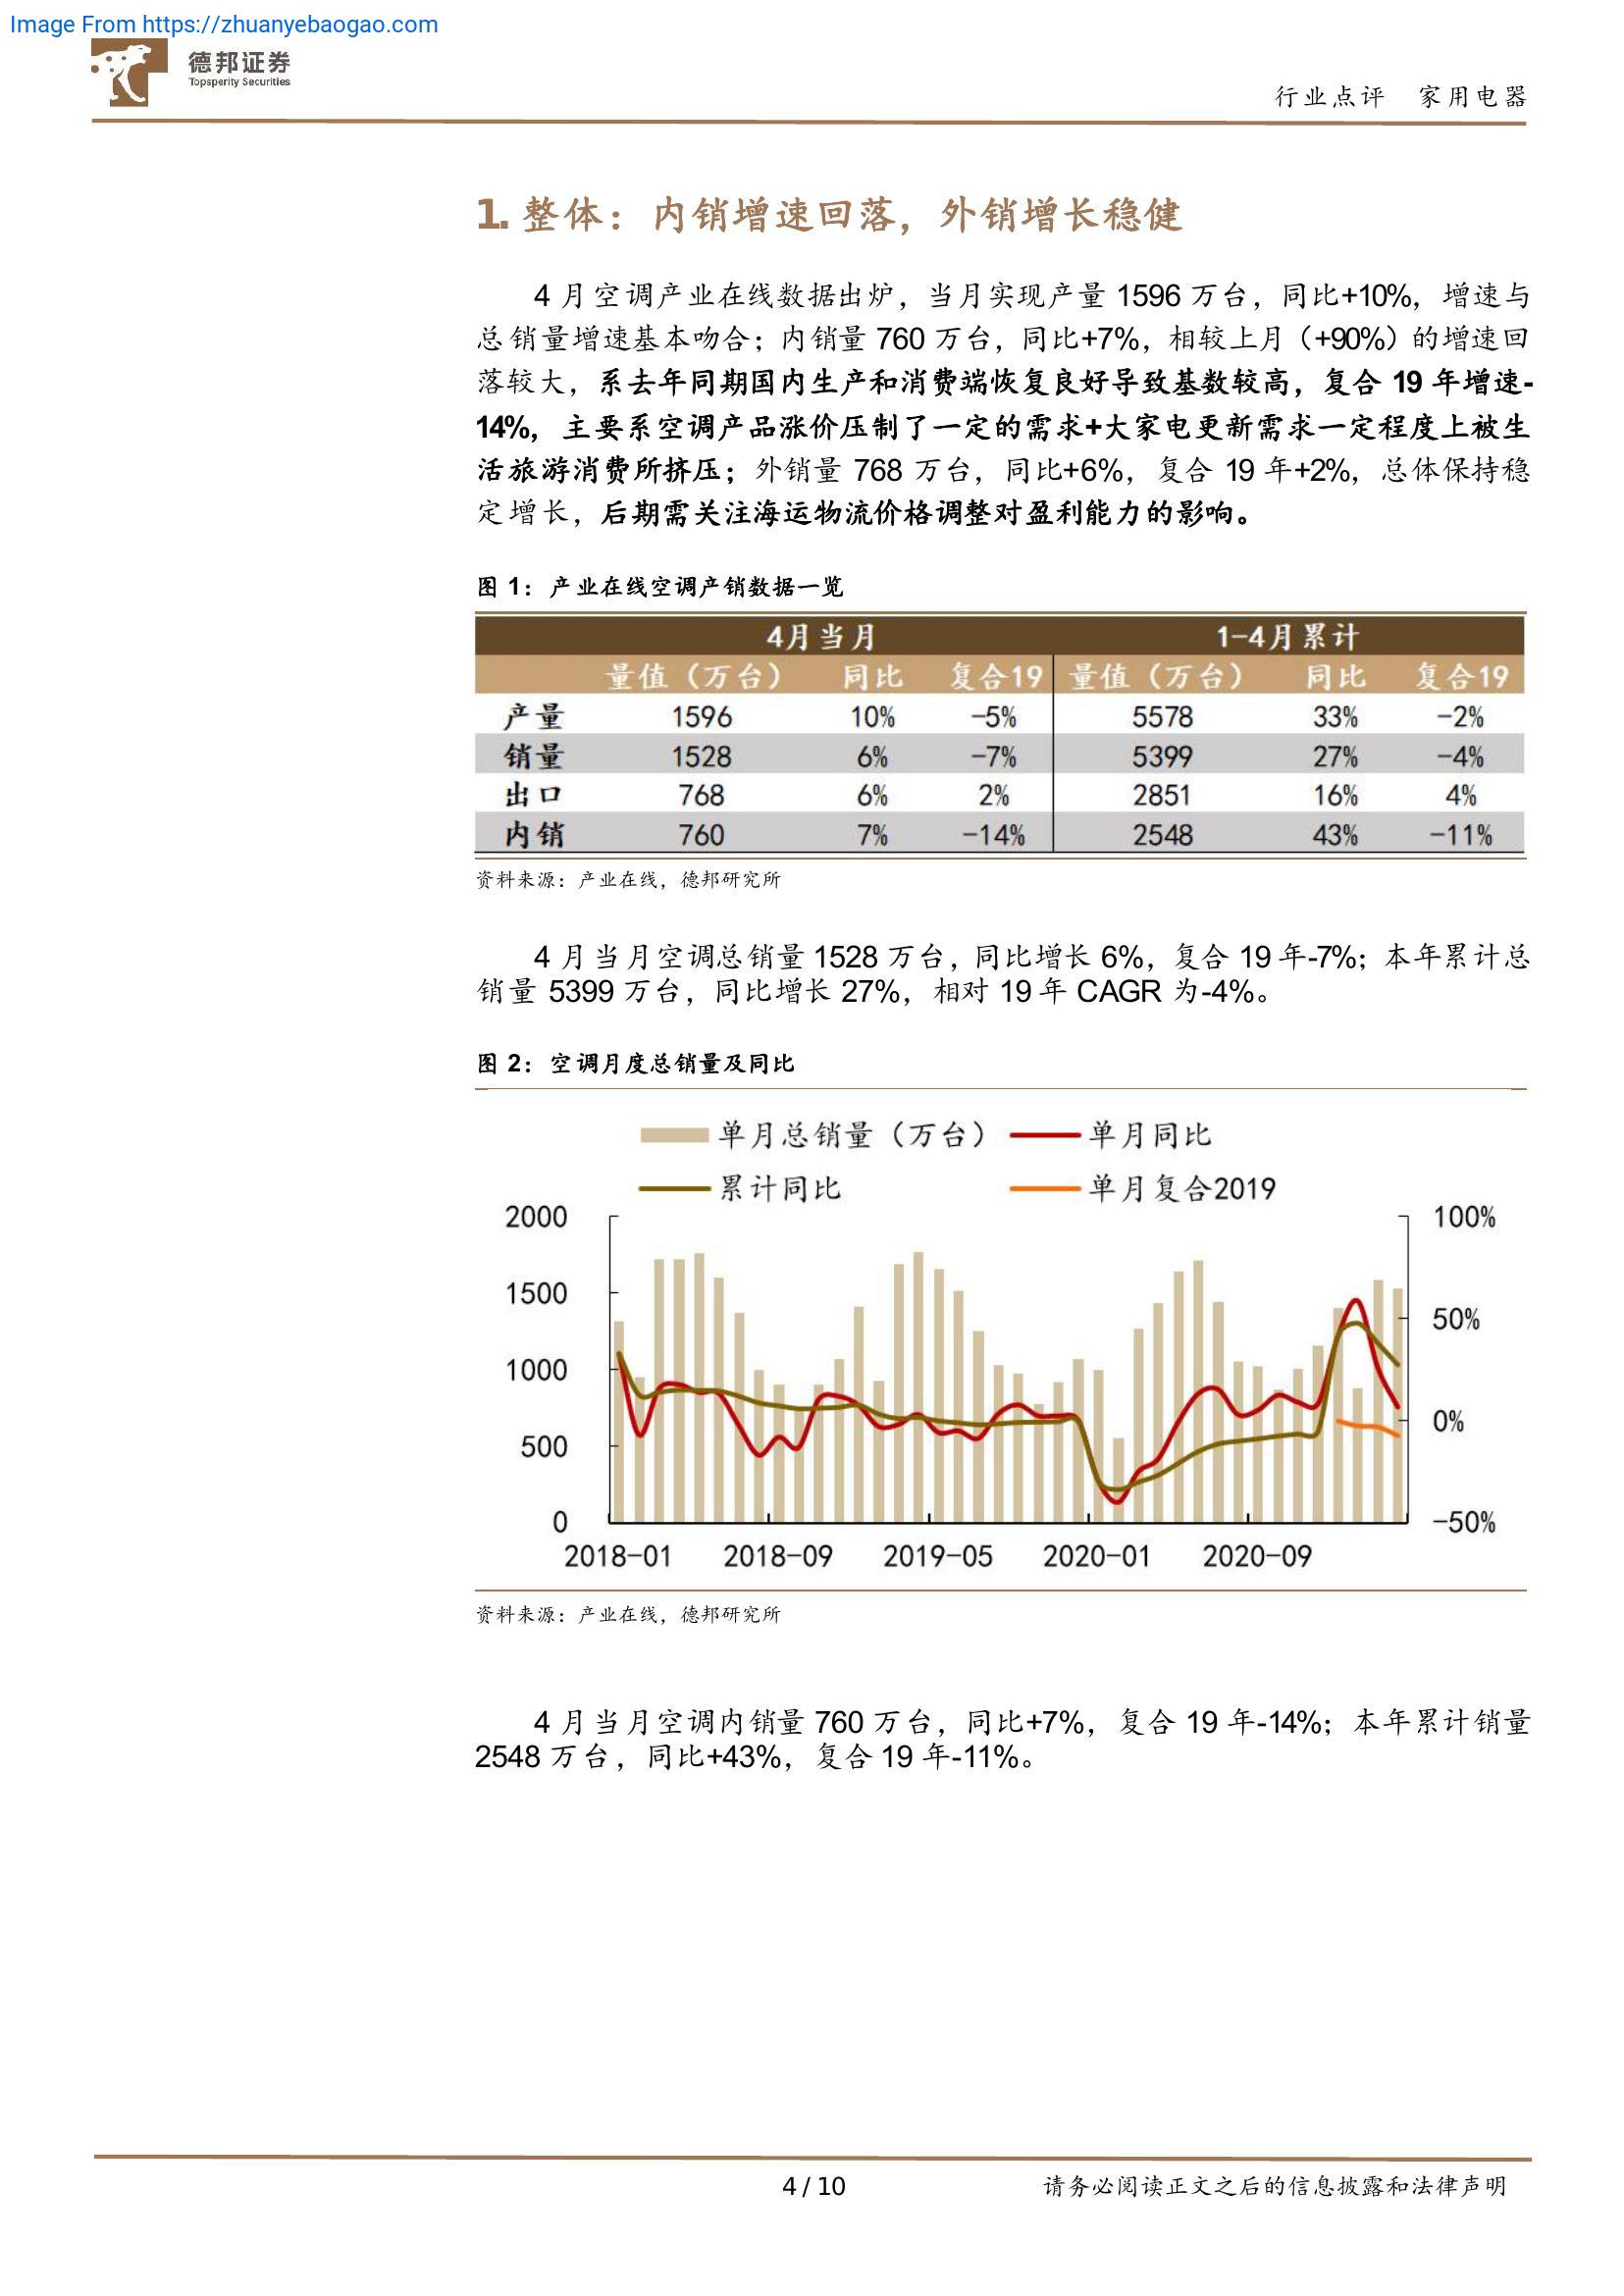 Image From https://zhuanyebaogao.com
德邦证券
Topsperity Securities
行业点评 家用电器
1. 整体：内销增速回落，外销增长稳健
4 月空调产业在线数据出炉，当月实现产量 1596 万台，同比+10%，增速与
总销量增速基本吻合；内销量 760 万台，同比+7%，相较上月（+90%）的增速回
落较大，系去年同期国内生产和消费端恢复良好导致基数较高，复合 19 年增速-
14%，主要系空调产品涨价压制了一定的需求+大家电更新需求一定程度上被生
活旅游消费所挤压；外销量 768 万台，同比+6%，复合 19 年+2%，总体保持稳
定增长，后期需关注海运物流价格调整对盈利能力的影响。
图 1：产业在线空调产销数据一览
4月当月 1-4月累计
量值（万台） 同比 复合19 量值（万台） 同比 复合19
产量 1596 10% -5% 5578 33% -2%
销量 1528 6% -7% 5399 27% -4%
出口 768 6% 2% 2851 16% 4%
内销 760 7% -14% 2548 43% -11%
资料来源：产业在线，德邦研究所
4 月当月空调总销量 1528 万台，同比增长 6%，复合 19 年-7%；本年累计总
销量 5399 万台，同比增长 27%，相对 19 年 CAGR 为-4%。
图 2：空调月度总销量及同比
单月总销量（万台） 单月同比
累计同比 单月复合2019
2000 100%
1500
50%
1000
0%
500
0 -50%
2018-01 2018-09 2019-05 2020-01 2020-09
资料来源：产业在线，德邦研究所
4 月当月空调内销量 760 万台，同比+7%，复合 19 年-14%；本年累计销量
2548 万台，同比+43%，复合 19 年-11%。
4 / 10 请务必阅读正文之后的信息披露和法律声明